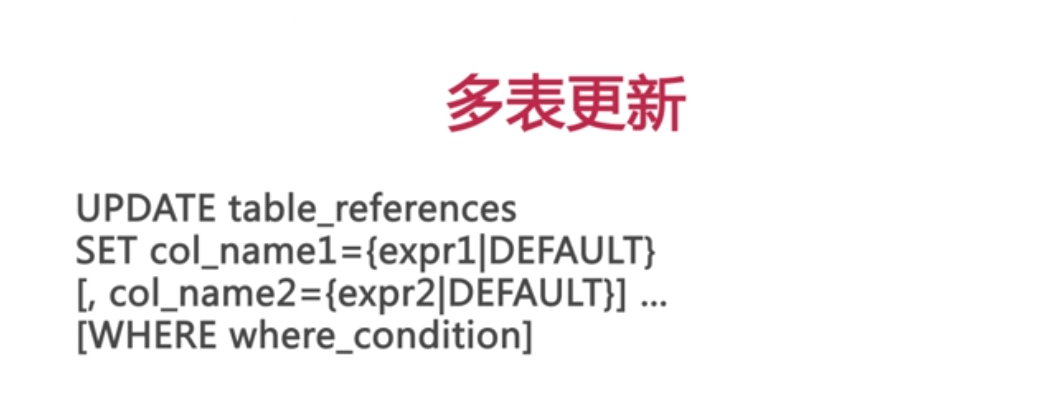 多表更新
UPDATE table_references
SET col_name1={expr1|DEFAULT}
[, col_name2={expr2|DEFAULT}] ...
[WHERE where_condition]